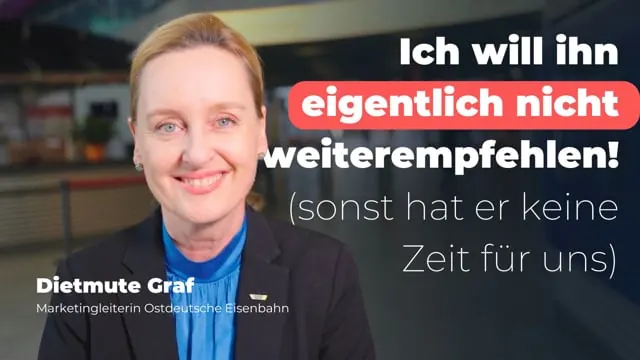 Ich will ihn
eigentlich nicht
weiterempfehlen!
(sonst hat er keine
Zeit für uns)
Dietmute Graf
Marketingleiterin Ostdeutsche Eisenbahn